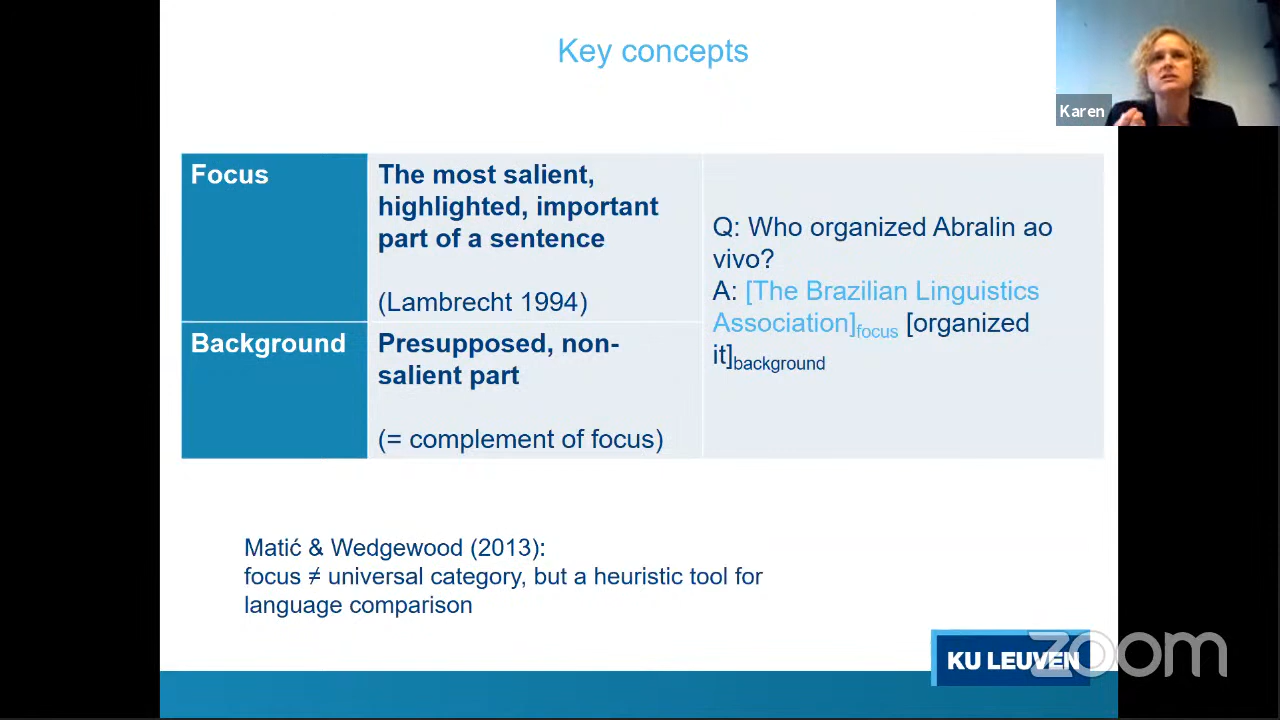 Key concepts
Karen
Focus
The most salient,
highlighted, important
part of a sentence
(Lambrecht 1994)
Background
Presupposed, non-
salient part
(= complement of focus)
Q: Who organized Abralin ao
vivo?
A: [The Brazilian Linguistics
Association]focus [organized
it]background
Matić & Wedgewood (2013):
focus ≠ universal category, but a heuristic tool for
language comparison
KU LEUVEN
zoom